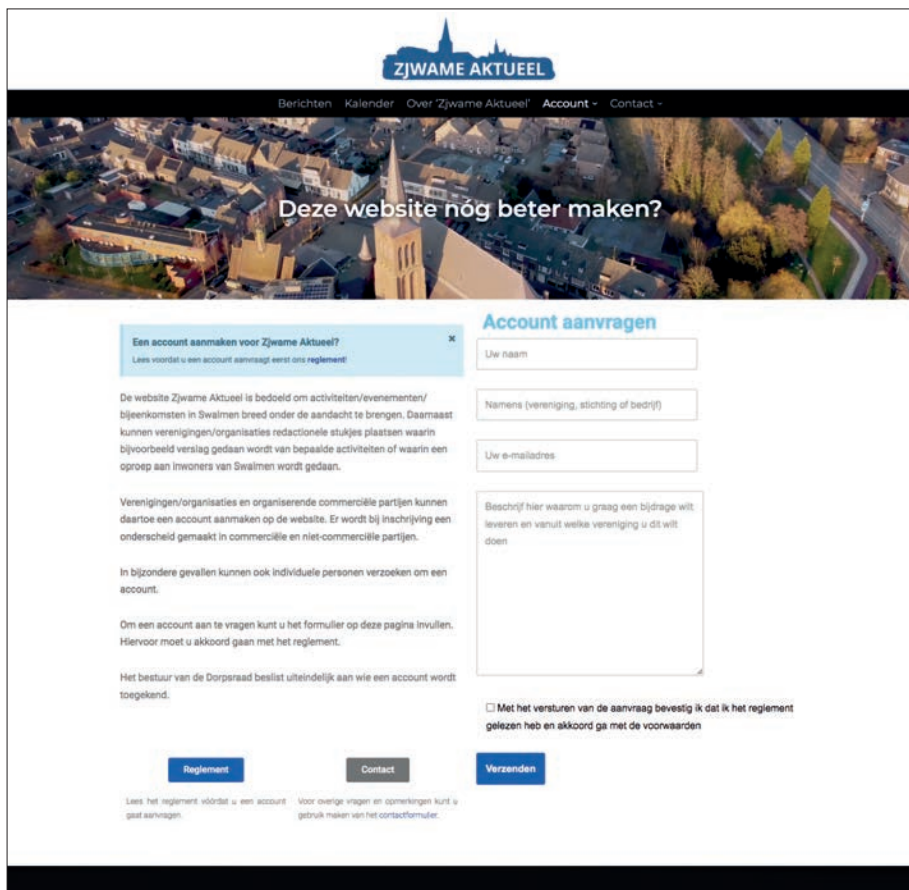 ZJWAME AKTUEEL
Berichten Kalender Over 'Zjwame Aktueel' Account Contact
Deze website nóg beter maken?
Een account aanmaken voor Zjwame Aktueel?
Lees voordat u een account aanvraagt eerst ons reglement!
De website Zjwame Aktueel is bedoeld om activiteiten/evenementen/
bijeenkomsten in Swalmen breed onder de aandacht te brengen. Daarnaast
kunnen verenigingen/organisaties redactionele stukjes plaatsen waarin
bijvoorbeeld verslag gedaan wordt van bepaalde activiteiten of waarin een
oproep aan inwoners van Swalmen wordt gedaan.
Verenigingen/organisaties en organiserende commerciële partijen kunnen
daartoe een account aanmaken op de website. Er wordt bij inschrijving een
onderscheid gemaakt in commerciële en niet-commerciële partijen.
In bijzondere gevallen kunnen ook individuele personen verzoeken om een
account.
Om een account aan te vragen kunt u het formulier op deze pagina invullen.
Hiervoor moet u akkoord gaan met het reglement.
Het bestuur van de Dorpsraad beslist uiteindelijk aan wie een account wordt
toegekend.
Reglement
Lees het reglement vóórdat u een account
gaat aanvragen.
Contact
Voor overige vragen en opmerkingen kunt u
gebruik maken van het contactformulier.
Account aanvragen
Uw naam
Namens (vereniging, stichting of bedrijf)
Uw e-mailadres
Beschrijf hier waarom u graag een bijdrage wilt
leveren en vanuit welke vereniging u dit wilt
doen
Met het versturen van de aanvraag bevestig ik dat ik het reglement
gelezen heb en akkoord ga met de voorwaarden
Verzenden